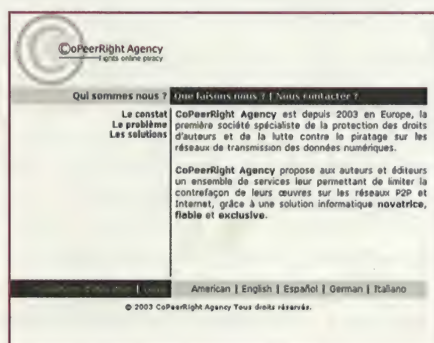 CoPeerRight Agency
fights online piracy
Qui sommes nous ? Que faisons nous ? | Nous contacter ?
Le constat
Le problème
Les solutions
CoPeerRight Agency est depuis 2003 en Europe, la
première société spécialiste de la protection des droits
d'auteurs et de la lutte contre le piratage sur les
réseaux de transmission des données numériques.
CoPeerRight Agency propose aux auteurs et éditeurs
un ensemble de services leur permettant de limiter la
contrefaçon de leurs œuvres sur les réseaux P2P et
Internet, grâce à une solution informatique novatrice,
fiable et exclusive.
American | English | Español | German | Italiano
© 2003 CoPeerRight Agency Tous droits réservés.